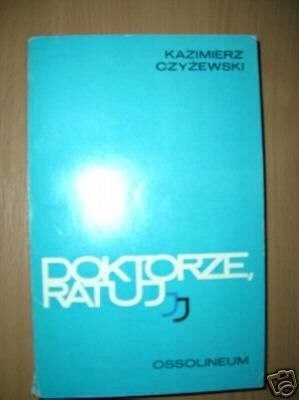 KAZIMIERZ
CZYŻEWSKI
DOKTORZE,
RATUJ
OSSOLINEUM